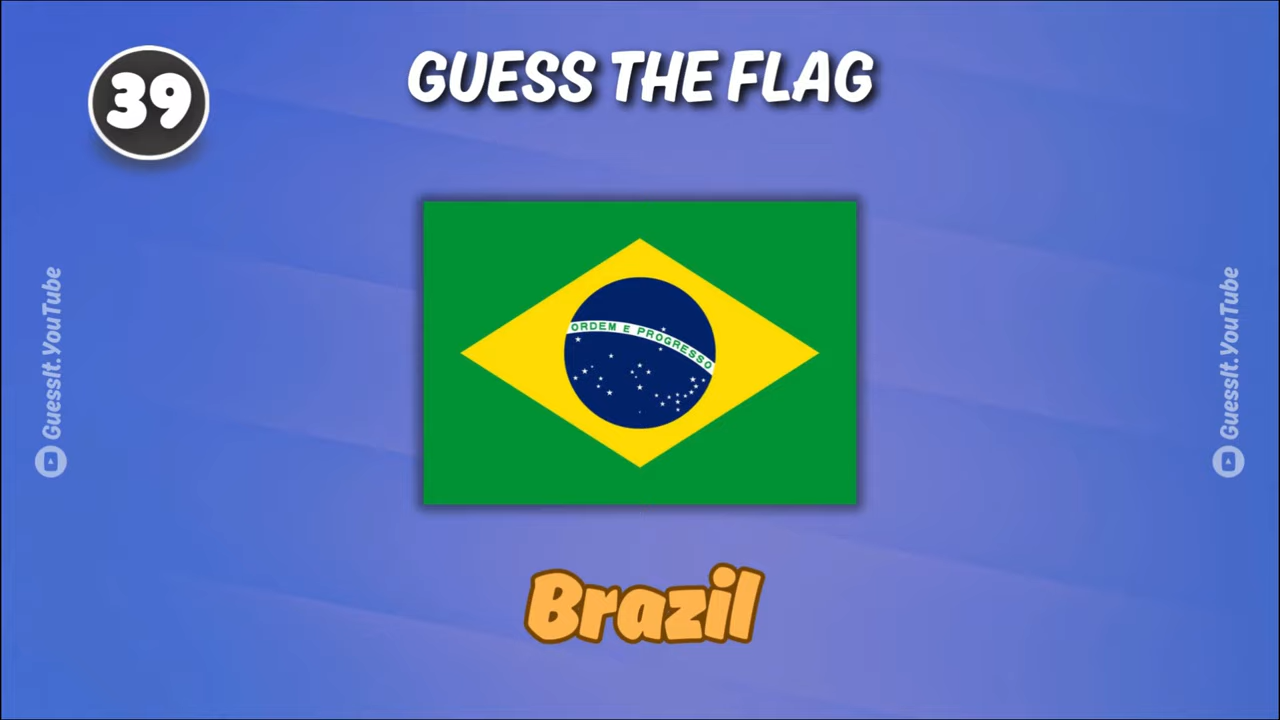 39
GUESS THE FLAG
GuessIt.YouTube
ORDEM E PROGRESSO
GuessIt.YouTube
Brazil